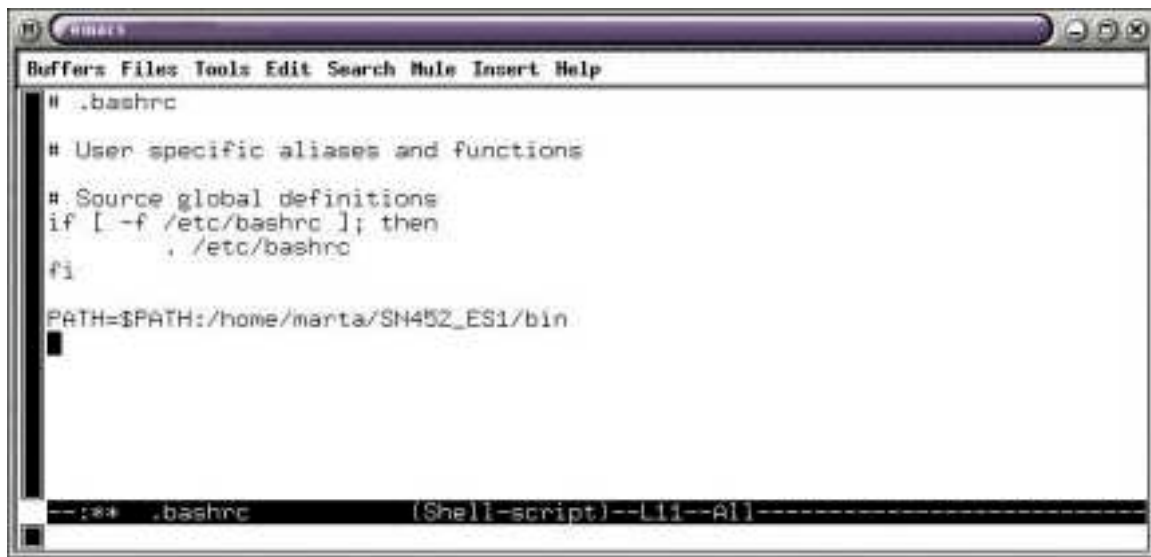 emacs
Buffers Files Tools Edit Search Mule Insert Help
# .bashrc
# User specific aliases and functions
# Source global definitions
if [ -f /etc/bashrc ]; then
. /etc/bashrc
fi
PATH=$PATH:/home/marta/SN452_ES1/bin
--:** .bashrc (Shell-script)--L11--All----------------------------